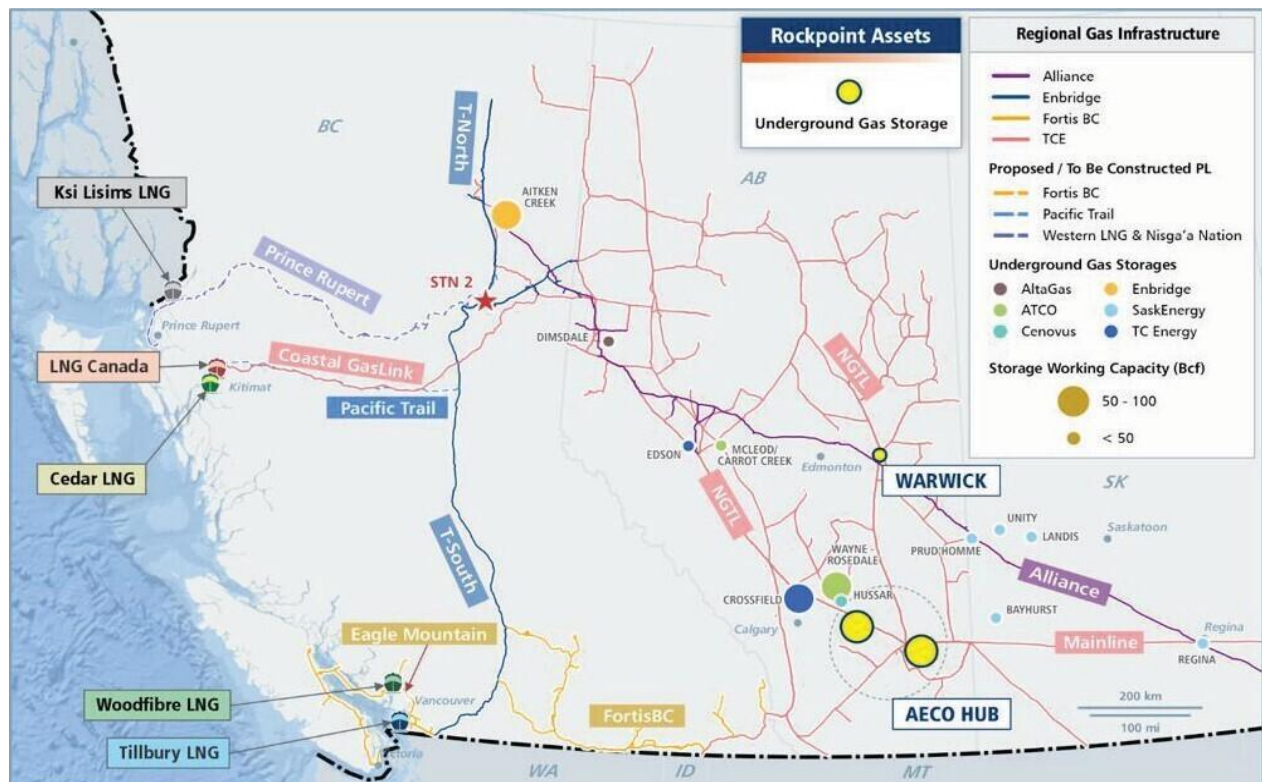 Rockpoint Assets
Underground Gas Storage
Regional Gas Infrastructure
Alliance
Enbridge
Fortis BC
TCE
Proposed / To Be Constructed PL
Fortis BC
Pacific Trail
Western LNG & Nisga'a Nation
Underground Gas Storages
AltaGas
Enbridge
ATCO
SaskEnergy
Cenovus
TC Energy
Storage Working Capacity (Bcf)
50 - 100
< 50
BC
AB
SK
T-North
AITKEN
CREEK
Ksi Lisims LNG
Prince Rupert
STN 2
Prince Rupert
DIMSDALE
LNG Canada
Coastal GasLink
Kitimat
Pacific Trail
NGTL
Cedar LNG
EDSON
MCLEOD/
CARROT CREEK
Edmonton
WARWICK
NGTL
UNITY
LANDIS
Saskatoon
PRUD'HOMME
T-South
WAYNE -
ROSEDALE
Alliance
CROSSFIELD
HUSSAR
BAYHURST
Calgary
Eagle Mountain
Mainline
Regina
REGINA
Woodfibre LNG
Vancouver
FortisBC
AECO HUB
200 km
100 mi
Tillbury LNG
Victoria
WA
ID
MT